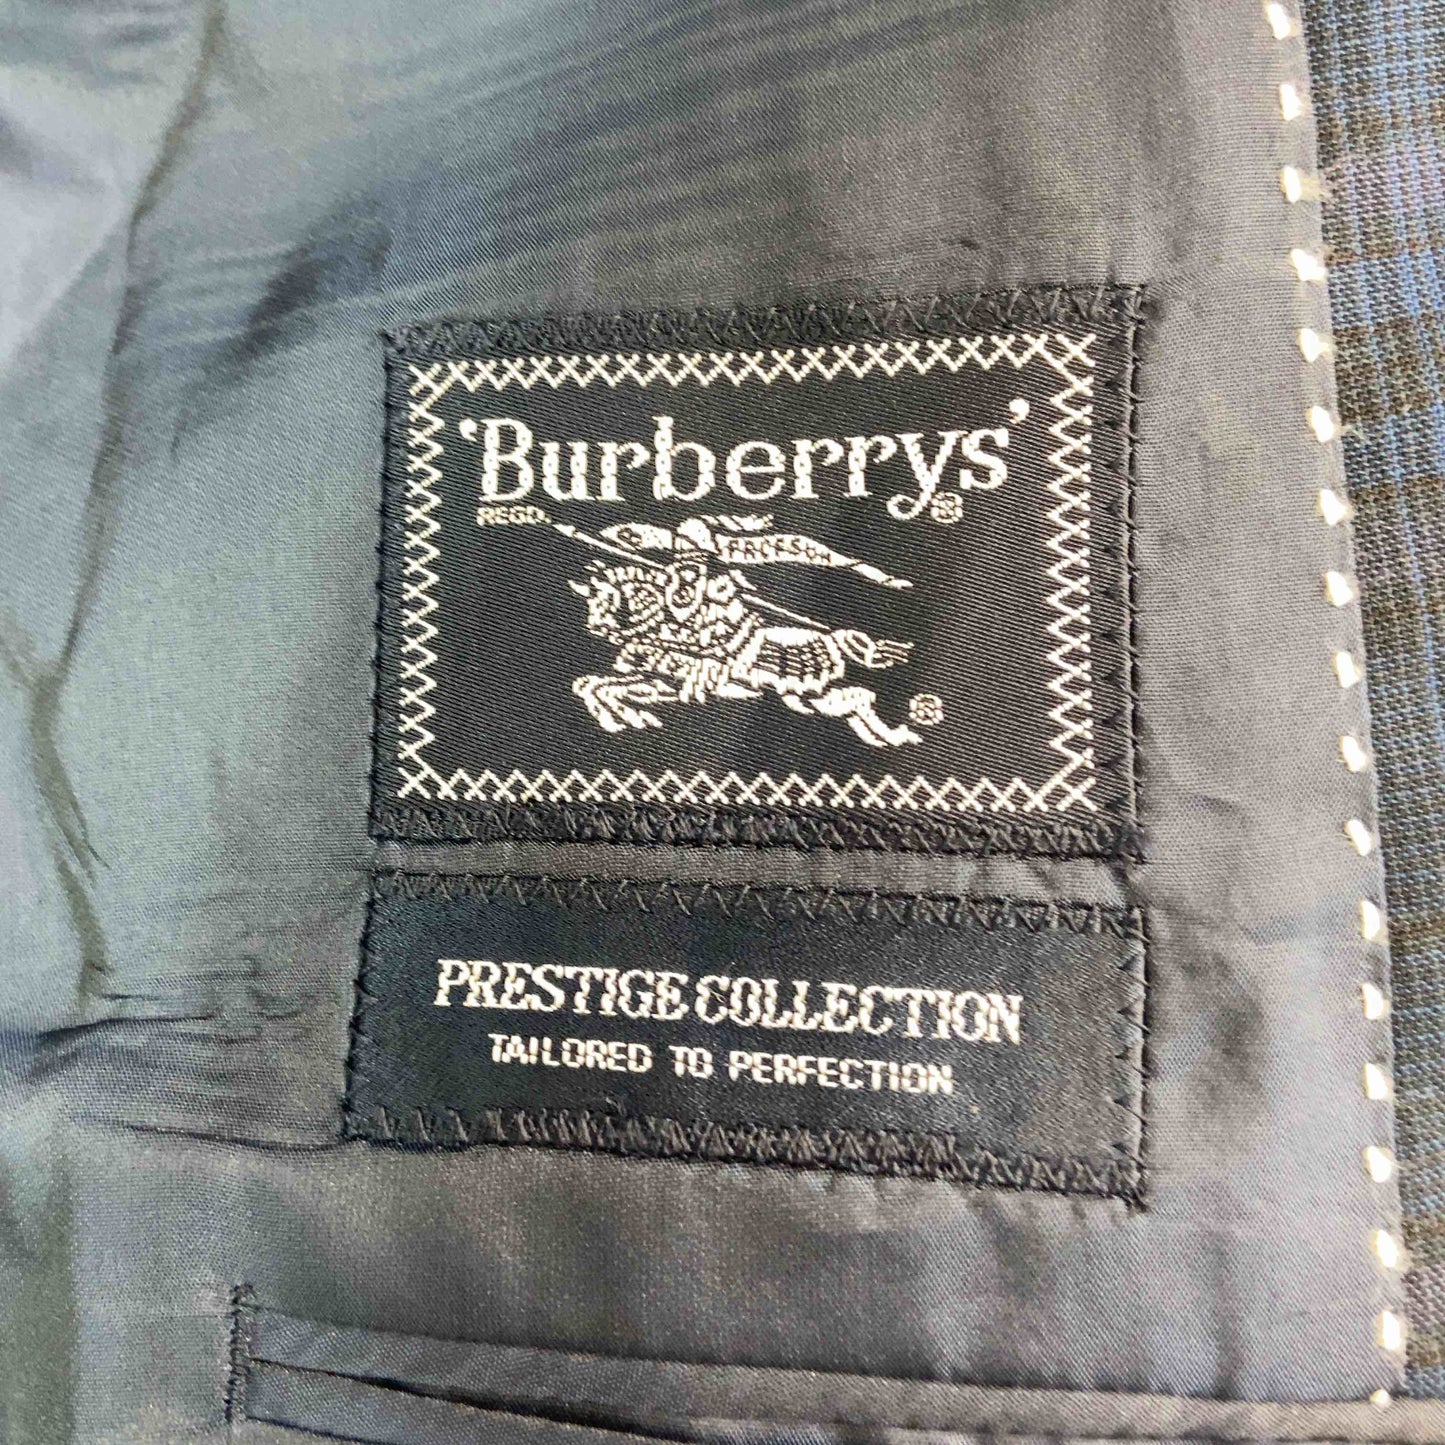 'Burberrys'
REGD. ®
PRORSUM
®
PRESTIGE COLLECTION
TAILORED TO PERFECTION